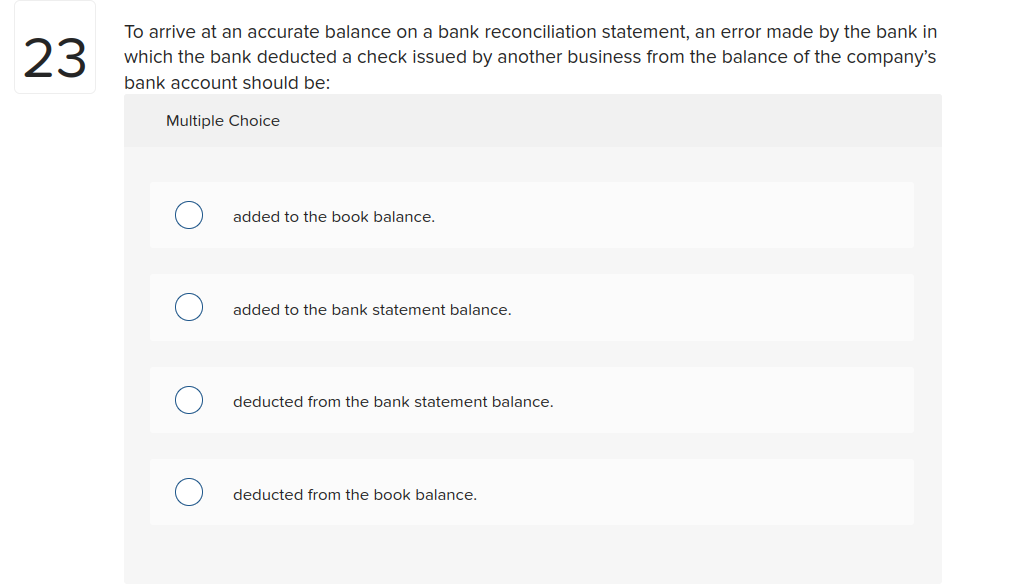 23
To arrive at an accurate balance on a bank reconciliation statement, an error made by the bank in
which the bank deducted a check issued by another business from the balance of the company’s
bank account should be:
Multiple Choice
added to the book balance.
added to the bank statement balance.
deducted from the bank statement balance.
deducted from the book balance.